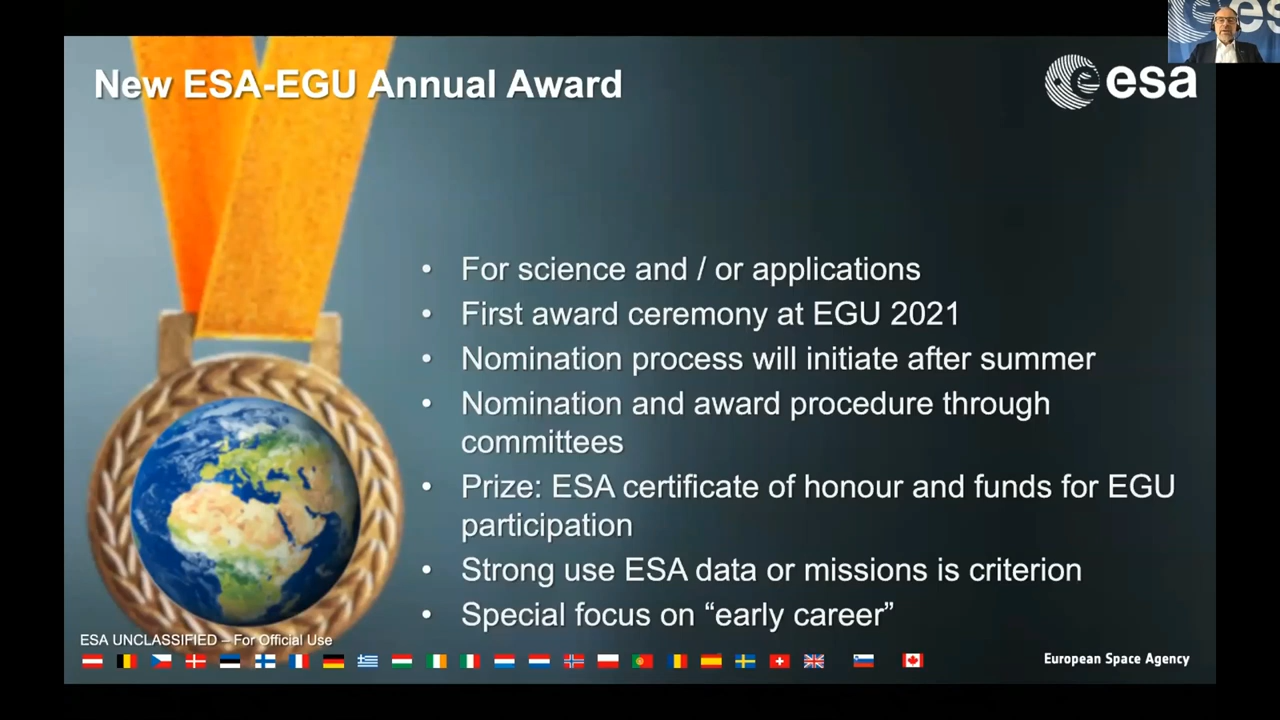 New ESA-EGU Annual Award
esa
• For science and / or applications
• First award ceremony at EGU 2021
• Nomination process will initiate after summer
• Nomination and award procedure through
committees
• Prize: ESA certificate of honour and funds for EGU
participation
• Strong use ESA data or missions is criterion
• Special focus on “early career”
ESA UNCLASSIFIED – For Official Use
European Space Agency